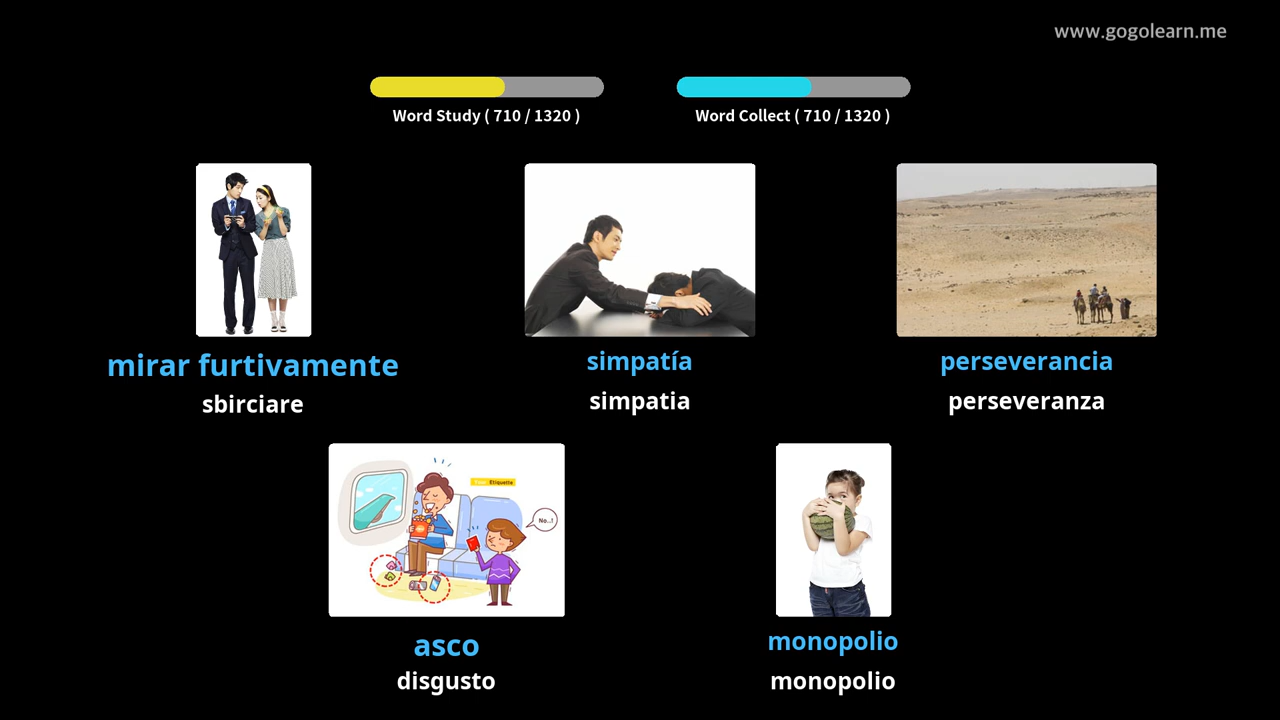 www.gogolearn.me
Word Study ( 710 / 1320 )
Word Collect ( 710 / 1320 )
mirar furtivamente
sbirciare
simpatía
simpatia
perseverancia
perseveranza
Etiquette
No..!
asco
disgusto
monopolio
monopolio